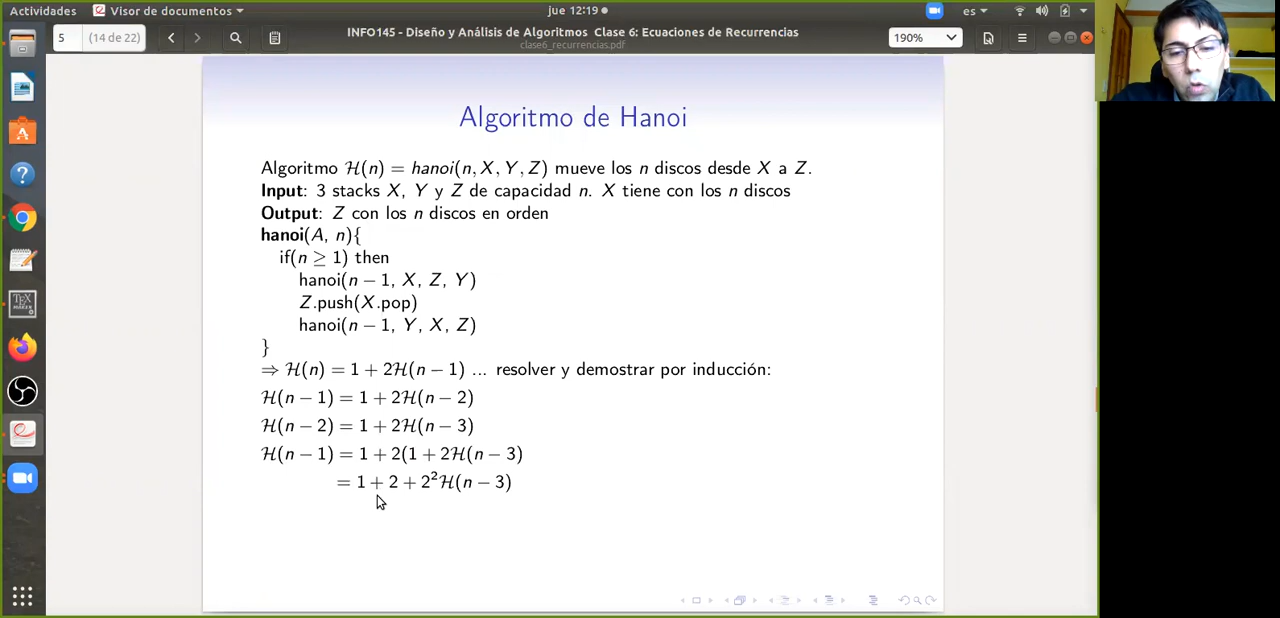 Actividades
Visor de documentos
jue 12:19
es
5
(14 de 22)
INFO145 - Diseño y Análisis de Algoritmos Clase 6: Ecuaciones de Recurrencias
clase6_recurrencias.pdf
190%
Algoritmo de Hanoi
Algoritmo ℋ(n) = hanoi(n, X, Y, Z) mueve los n discos desde X a Z.
Input: 3 stacks X, Y y Z de capacidad n. X tiene con los n discos
Output: Z con los n discos en orden
hanoi(A, n){
if(n ≥ 1) then
hanoi(n − 1, X, Z, Y)
Z.push(X.pop)
hanoi(n − 1, Y, X, Z)
}
⇒ ℋ(n) = 1 + 2ℋ(n − 1) ... resolver y demostrar por inducción:
ℋ(n − 1) = 1 + 2ℋ(n − 2)
ℋ(n − 2) = 1 + 2ℋ(n − 3)
ℋ(n − 1) = 1 + 2(1 + 2ℋ(n − 3)
= 1 + 2 + 2²ℋ(n − 3)